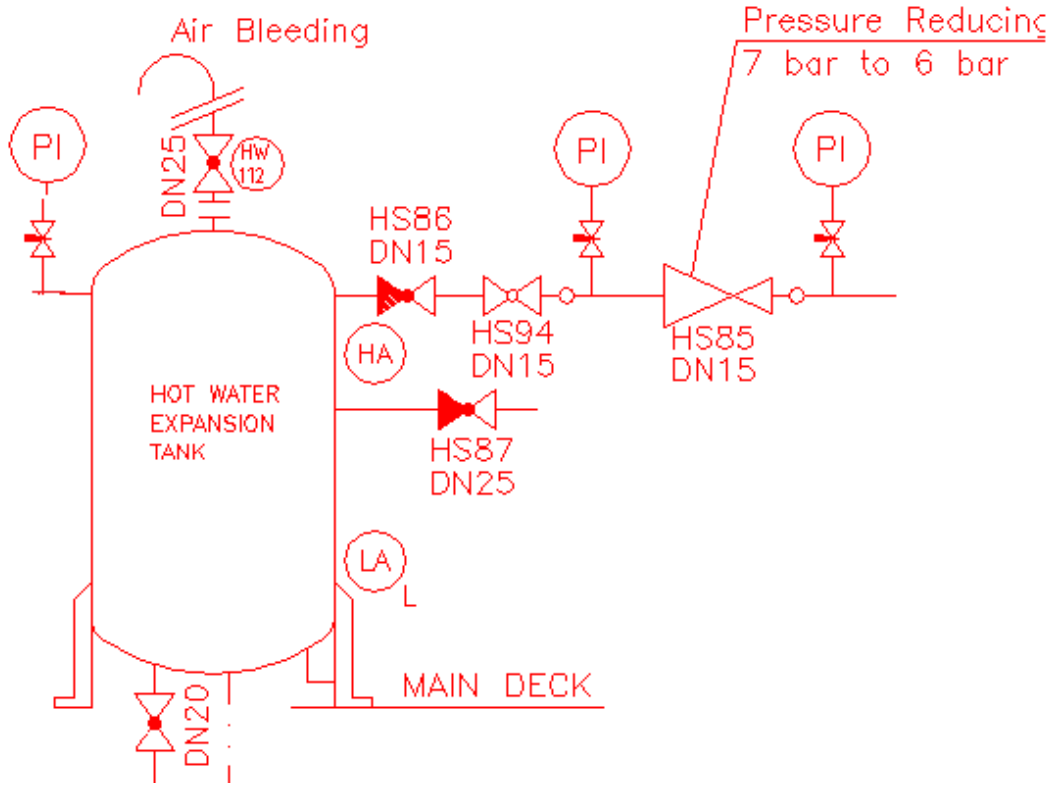 Air Bleeding
Pressure Reducing
7 bar to 6 bar
PI
DN25
HW
112
PI
PI
HS86
DN15
HS94
DN15
HS85
DN15
HA
HOT WATER
EXPANSION
TANK
HS87
DN25
LA
L
MAIN DECK
DN20